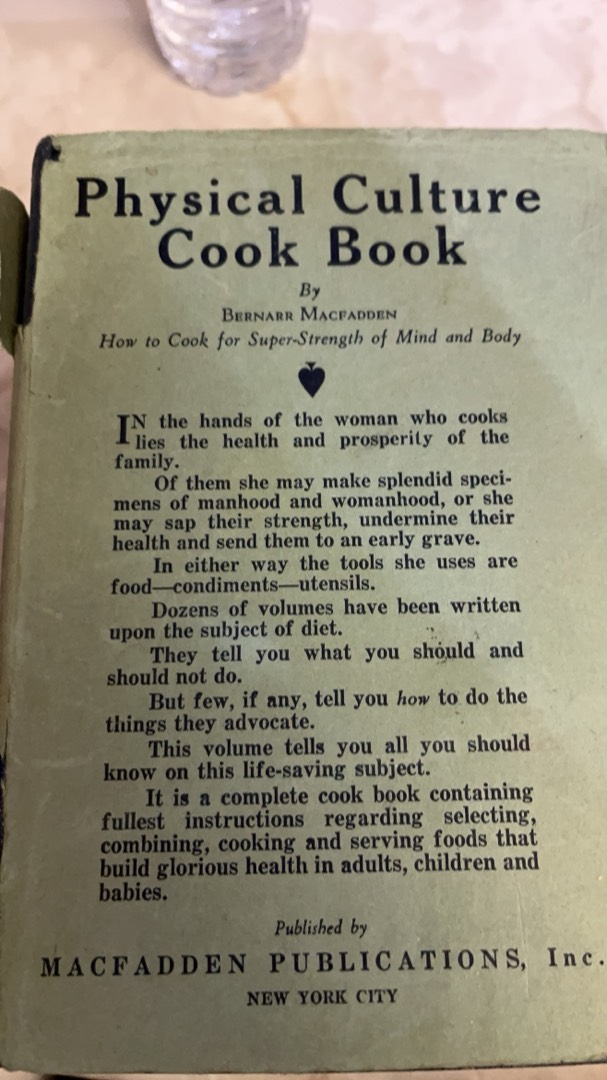 Physical Culture
Cook Book
By
BERNARR MACFADDEN
How to Cook for Super-Strength of Mind and Body
IN the hands of the woman who cooks
lies the health and prosperity of the
family.
Of them she may make splendid speci-
mens of manhood and womanhood, or she
may sap their strength, undermine their
health and send them to an early grave.
In either way the tools she uses are
food—condiments—utensils.
Dozens of volumes have been written
upon the subject of diet.
They tell you what you should and
should not do.
But few, if any, tell you how to do the
things they advocate.
This volume tells you all you should
know on this life-saving subject.
It is a complete cook book containing
fullest instructions regarding selecting,
combining, cooking and serving foods that
build glorious health in adults, children and
babies.
Published by
MACFADDEN PUBLICATIONS, Inc.
NEW YORK CITY